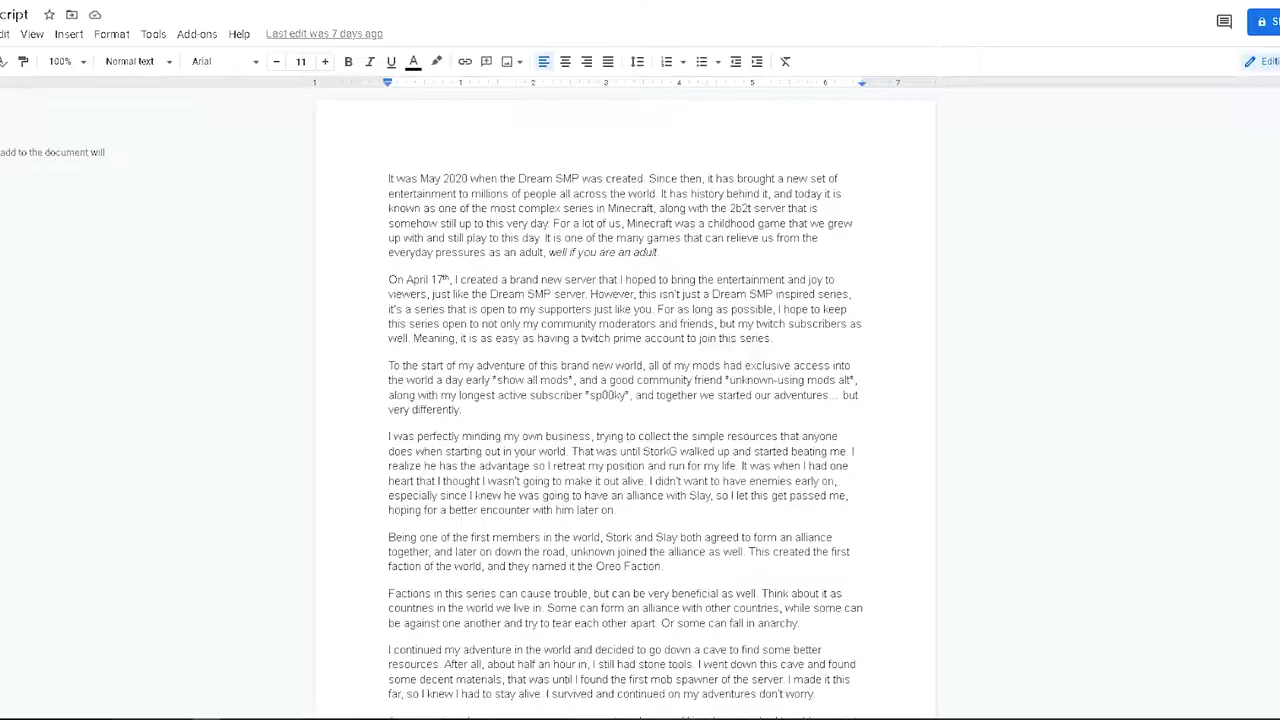 cript
dit View Insert Format Tools Add-ons Help Last edit was 7 days ago
100% Normal text Arial 11 B I U A
Editi
1 1 2 3 4 5 6 7
add to the document will
It was May 2020 when the Dream SMP was created. Since then, it has brought a new set of
entertainment to millions of people all across the world. It has history behind it, and today it is
known as one of the most complex series in Minecraft, along with the 2b2t server that is
somehow still up to this very day. For a lot of us, Minecraft was a childhood game that we grew
up with and still play to this day. It is one of the many games that can relieve us from the
everyday pressures as an adult, well if you are an adult.
On April 17th, I created a brand new server that I hoped to bring the entertainment and joy to
viewers, just like the Dream SMP server. However, this isn't just a Dream SMP inspired series,
it's a series that is open to my supporters just like you. For as long as possible, I hope to keep
this series open to not only my community moderators and friends, but my twitch subscribers as
well. Meaning, it is as easy as having a twitch prime account to join this series.
To the start of my adventure of this brand new world, all of my mods had exclusive access into
the world a day early *show all mods*, and a good community friend *unknown-using mods alt*,
along with my longest active subscriber *sp00ky*, and together we started our adventures... but
very differently.
I was perfectly minding my own business, trying to collect the simple resources that anyone
does when starting out in your world. That was until StorkG walked up and started beating me. I
realize he has the advantage so I retreat my position and run for my life. It was when I had one
heart that I thought I wasn't going to make it out alive. I didn't want to have enemies early on,
especially since I knew he was going to have an alliance with Slay, so I let this get passed me,
hoping for a better encounter with him later on.
Being one of the first members in the world, Stork and Slay both agreed to form an alliance
together, and later on down the road, unknown joined the alliance as well. This created the first
faction of the world, and they named it the Oreo Faction.
Factions in this series can cause trouble, but can be very beneficial as well. Think about it as
countries in the world we live in. Some can form an alliance with other countries, while some can
be against one another and try to tear each other apart. Or some can fall in anarchy.
I continued my adventure in the world and decided to go down a cave to find some better
resources. After all, about half an hour in, I still had stone tools. I went down this cave and found
some decent materials, that was until I found the first mob spawner of the server. I made it this
far, so I knew I had to stay alive. I survived and continued on my adventures don't worry.